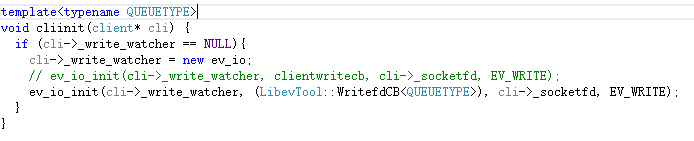 template<typename QUEUETYPE>
void cliinit(client* cli) {
  if (cli->_write_watcher == NULL){
    cli->_write_watcher = new ev_io;
    // ev_io_init(cli->_write_watcher, clientwritecb, cli->_socketfd, EV_WRITE);
    ev_io_init(cli->_write_watcher, (LibevTool::WritefdCB<QUEUETYPE>), cli->_socketfd, EV_WRITE);
  }
}